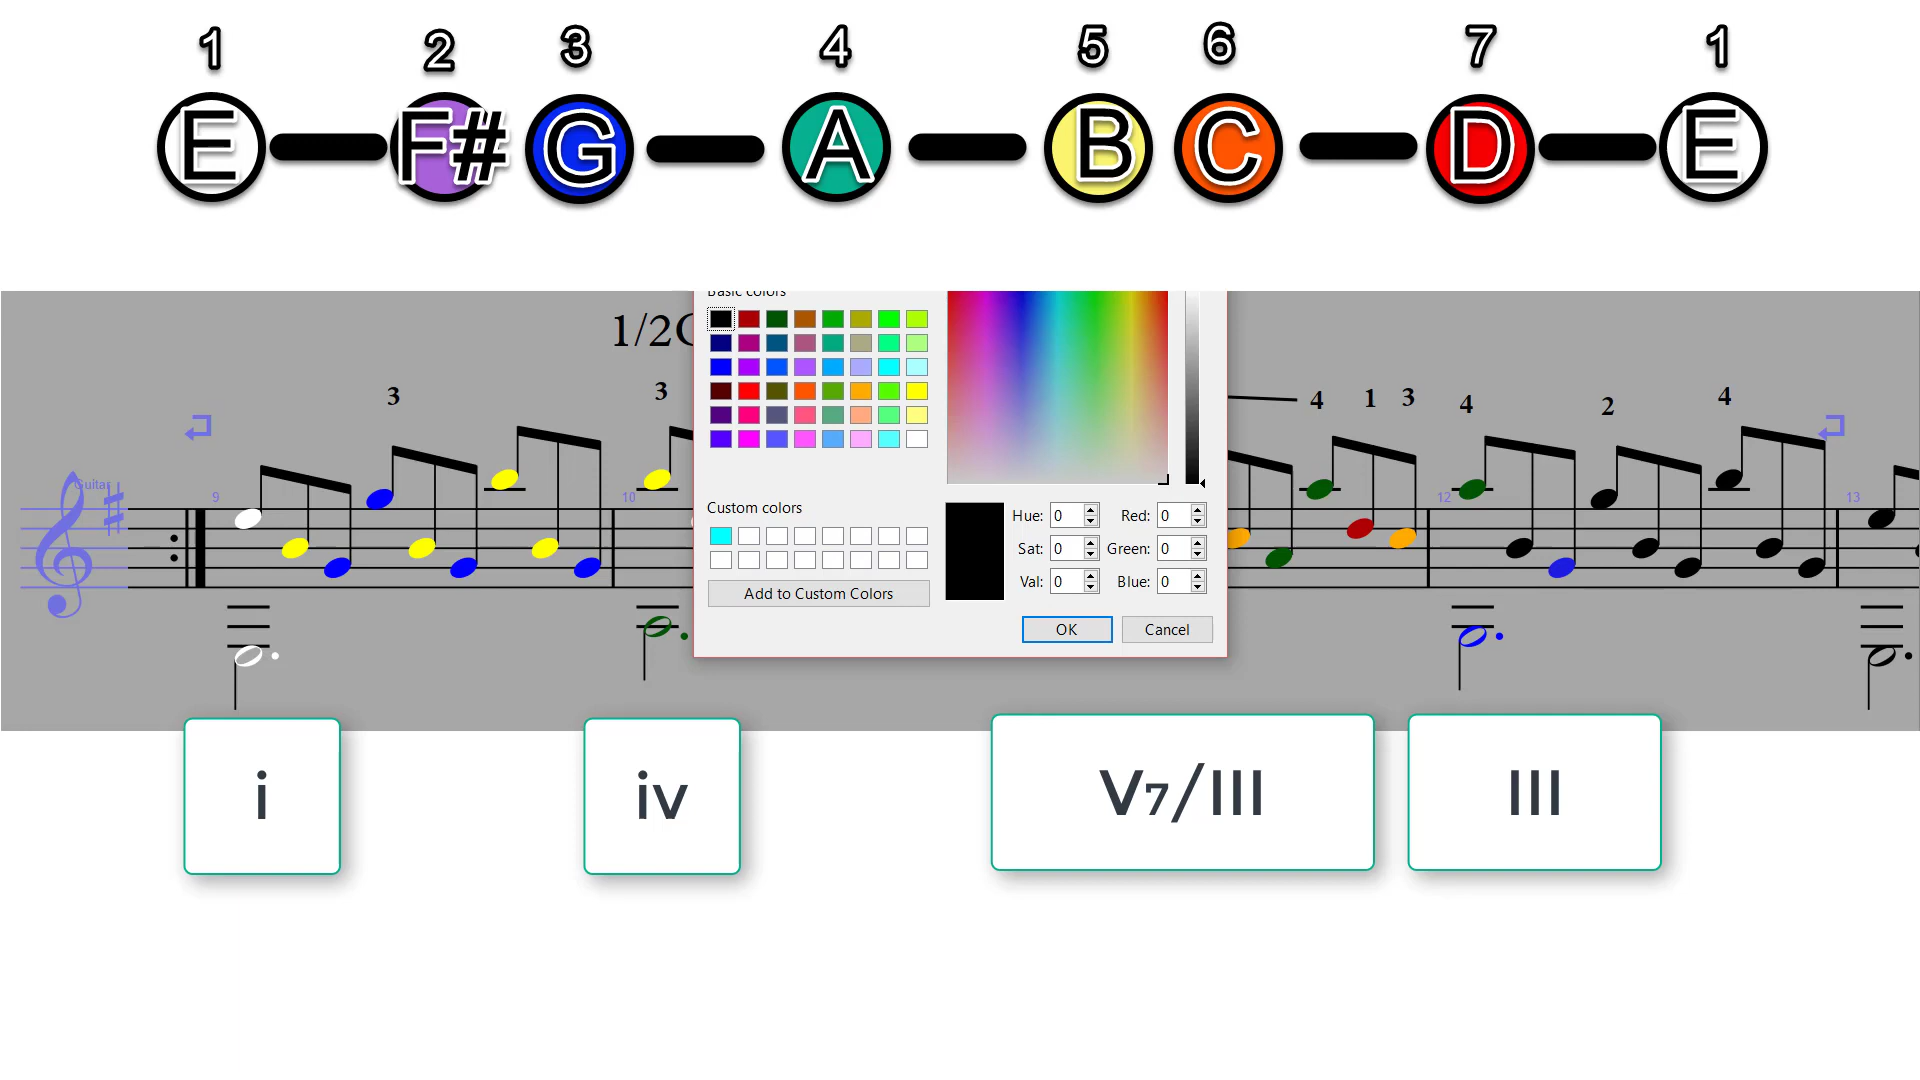 1 2 3 4 5 6 7 1
E F# G A B C D E
Basic colors
1/2C
3 3 4 1 3 4 2 4
Guitar
9 10 12 13
Custom colors
Hue: 0 Red: 0
Sat: 0 Green: 0
Val: 0 Blue: 0
Add to Custom Colors
OK Cancel
i iv V7/III III